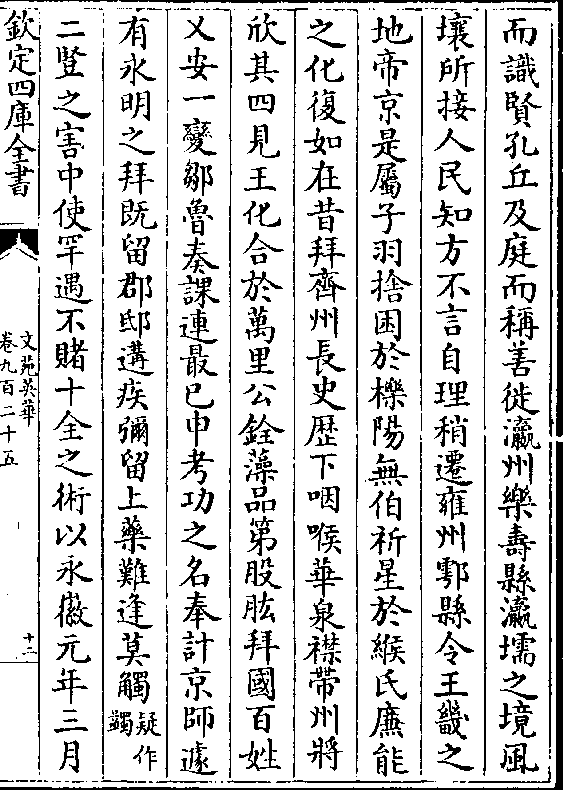 而識賢孔丘及庭而稱善徙瀛州樂壽縣瀛壖之境風
壤所接人民知方不言自理稍遷雍州鄠縣令王畿之
地帝京是屬子羽捨困於櫟陽無伯祈星於緱氏廉能
之化復如在昔拜齊州長史歴下咽喉華泉襟帶州將
欣其四見王化合於萬里公銓藻品第股肱拜國百姓
乂安一變鄒魯奏課連最巳申考功之名奉計京師遽
有永明之拜既留郡邸遘疾彌留上藥難逢莫觸疑作蠲
二豎之害中使罕遇不賭十全之術以永徽元年三月
欽定四庫全書
文苑英華
卷九百二十五
十二